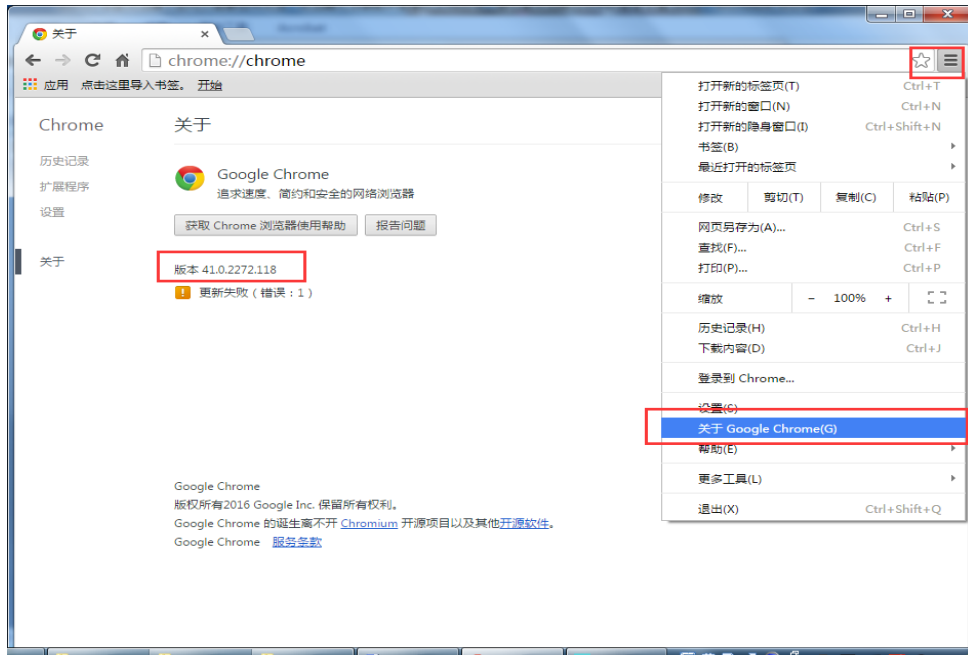 关于
chrome://chrome
应用 点击这里导入书签。 开始
Chrome
历史记录
扩展程序
设置
关于
关于
Google Chrome
追求速度、简约和安全的网络浏览器
获取 Chrome 浏览器使用帮助 报告问题
版本 41.0.2272.118
更新失败（错误：1）
Google Chrome
版权所有2016 Google Inc. 保留所有权利。
Google Chrome 的诞生离不开 Chromium 开源项目以及其他开源软件。
Google Chrome 服务条款
打开新的标签页(T) Ctrl+T
打开新的窗口(N) Ctrl+N
打开新的隐身窗口(I) Ctrl+Shift+N
书签(B)
最近打开的标签页
修改 剪切(T) 复制(C) 粘贴(P)
网页另存为(A)... Ctrl+S
查找(F)... Ctrl+F
打印(P)... Ctrl+P
缩放 - 100% +
历史记录(H) Ctrl+H
下载内容(D) Ctrl+J
登录到 Chrome...
设置(S)
关于 Google Chrome(G)
帮助(E)
更多工具(L)
退出(X) Ctrl+Shift+Q